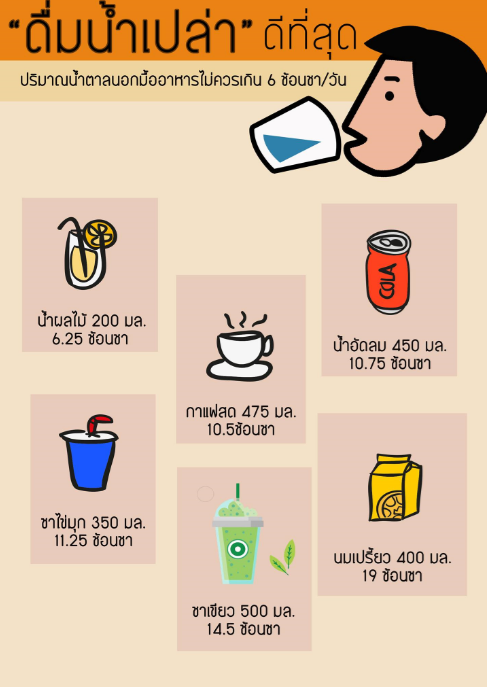 “ดื่มน้ำเปล่า” ดีที่สุด
ปริมาณน้ำตาลนอกมื้ออาหารไม่ควรเกิน 6 ช้อนชา/วัน
น้ำผลไม้ 200 มล.
6.25 ช้อนชา
COLA
น้ำอัดลม 450 มล.
10.75 ช้อนชา
กาแฟสด 475 มล.
10.5ช้อนชา
ชาไข่มุก 350 มล.
11.25 ช้อนชา
นมเปรี้ยว 400 มล.
19 ช้อนชา
ชาเขียว 500 มล.
14.5 ช้อนชา